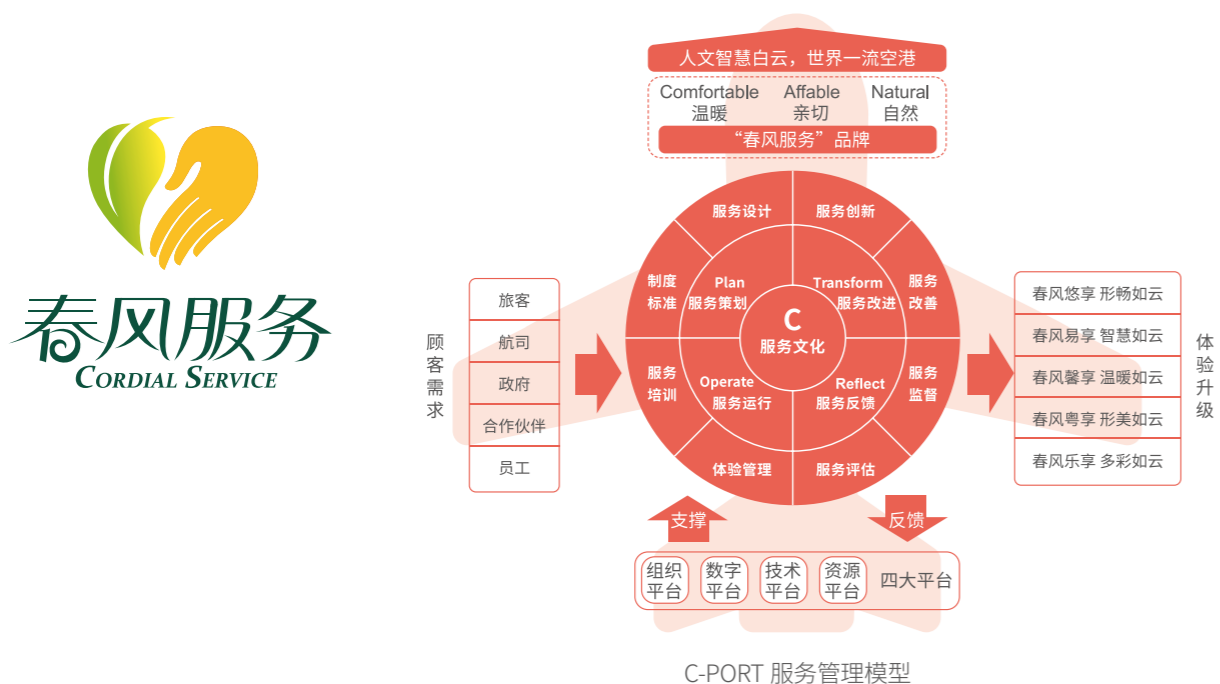 春风服务
CORDIAL SERVICE
人文智慧白云，世界一流空港
Comfortable
温暖
Affable
亲切
Natural
自然
“春风服务”品牌
顾客需求
旅客
航司
政府
合作伙伴
员工
服务设计
服务创新
制度
标准
服务
改善
服务
培训
服务
监督
体验管理
服务评估
Plan
服务策划
Transform
服务改进
C
服务文化
Operate
服务运行
Reflect
服务反馈
春风悠享 形畅如云
春风易享 智慧如云
春风馨享 温暖如云
春风粤享 形美如云
春风乐享 多彩如云
体验升级
支撑
反馈
组织
平台
数字
平台
技术
平台
资源
平台
四大平台
C-PORT 服务管理模型